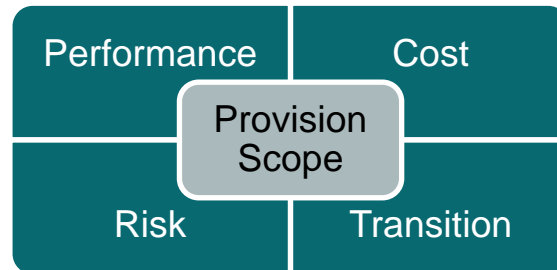 Performance
Cost
Provision
Scope
Risk
Transition